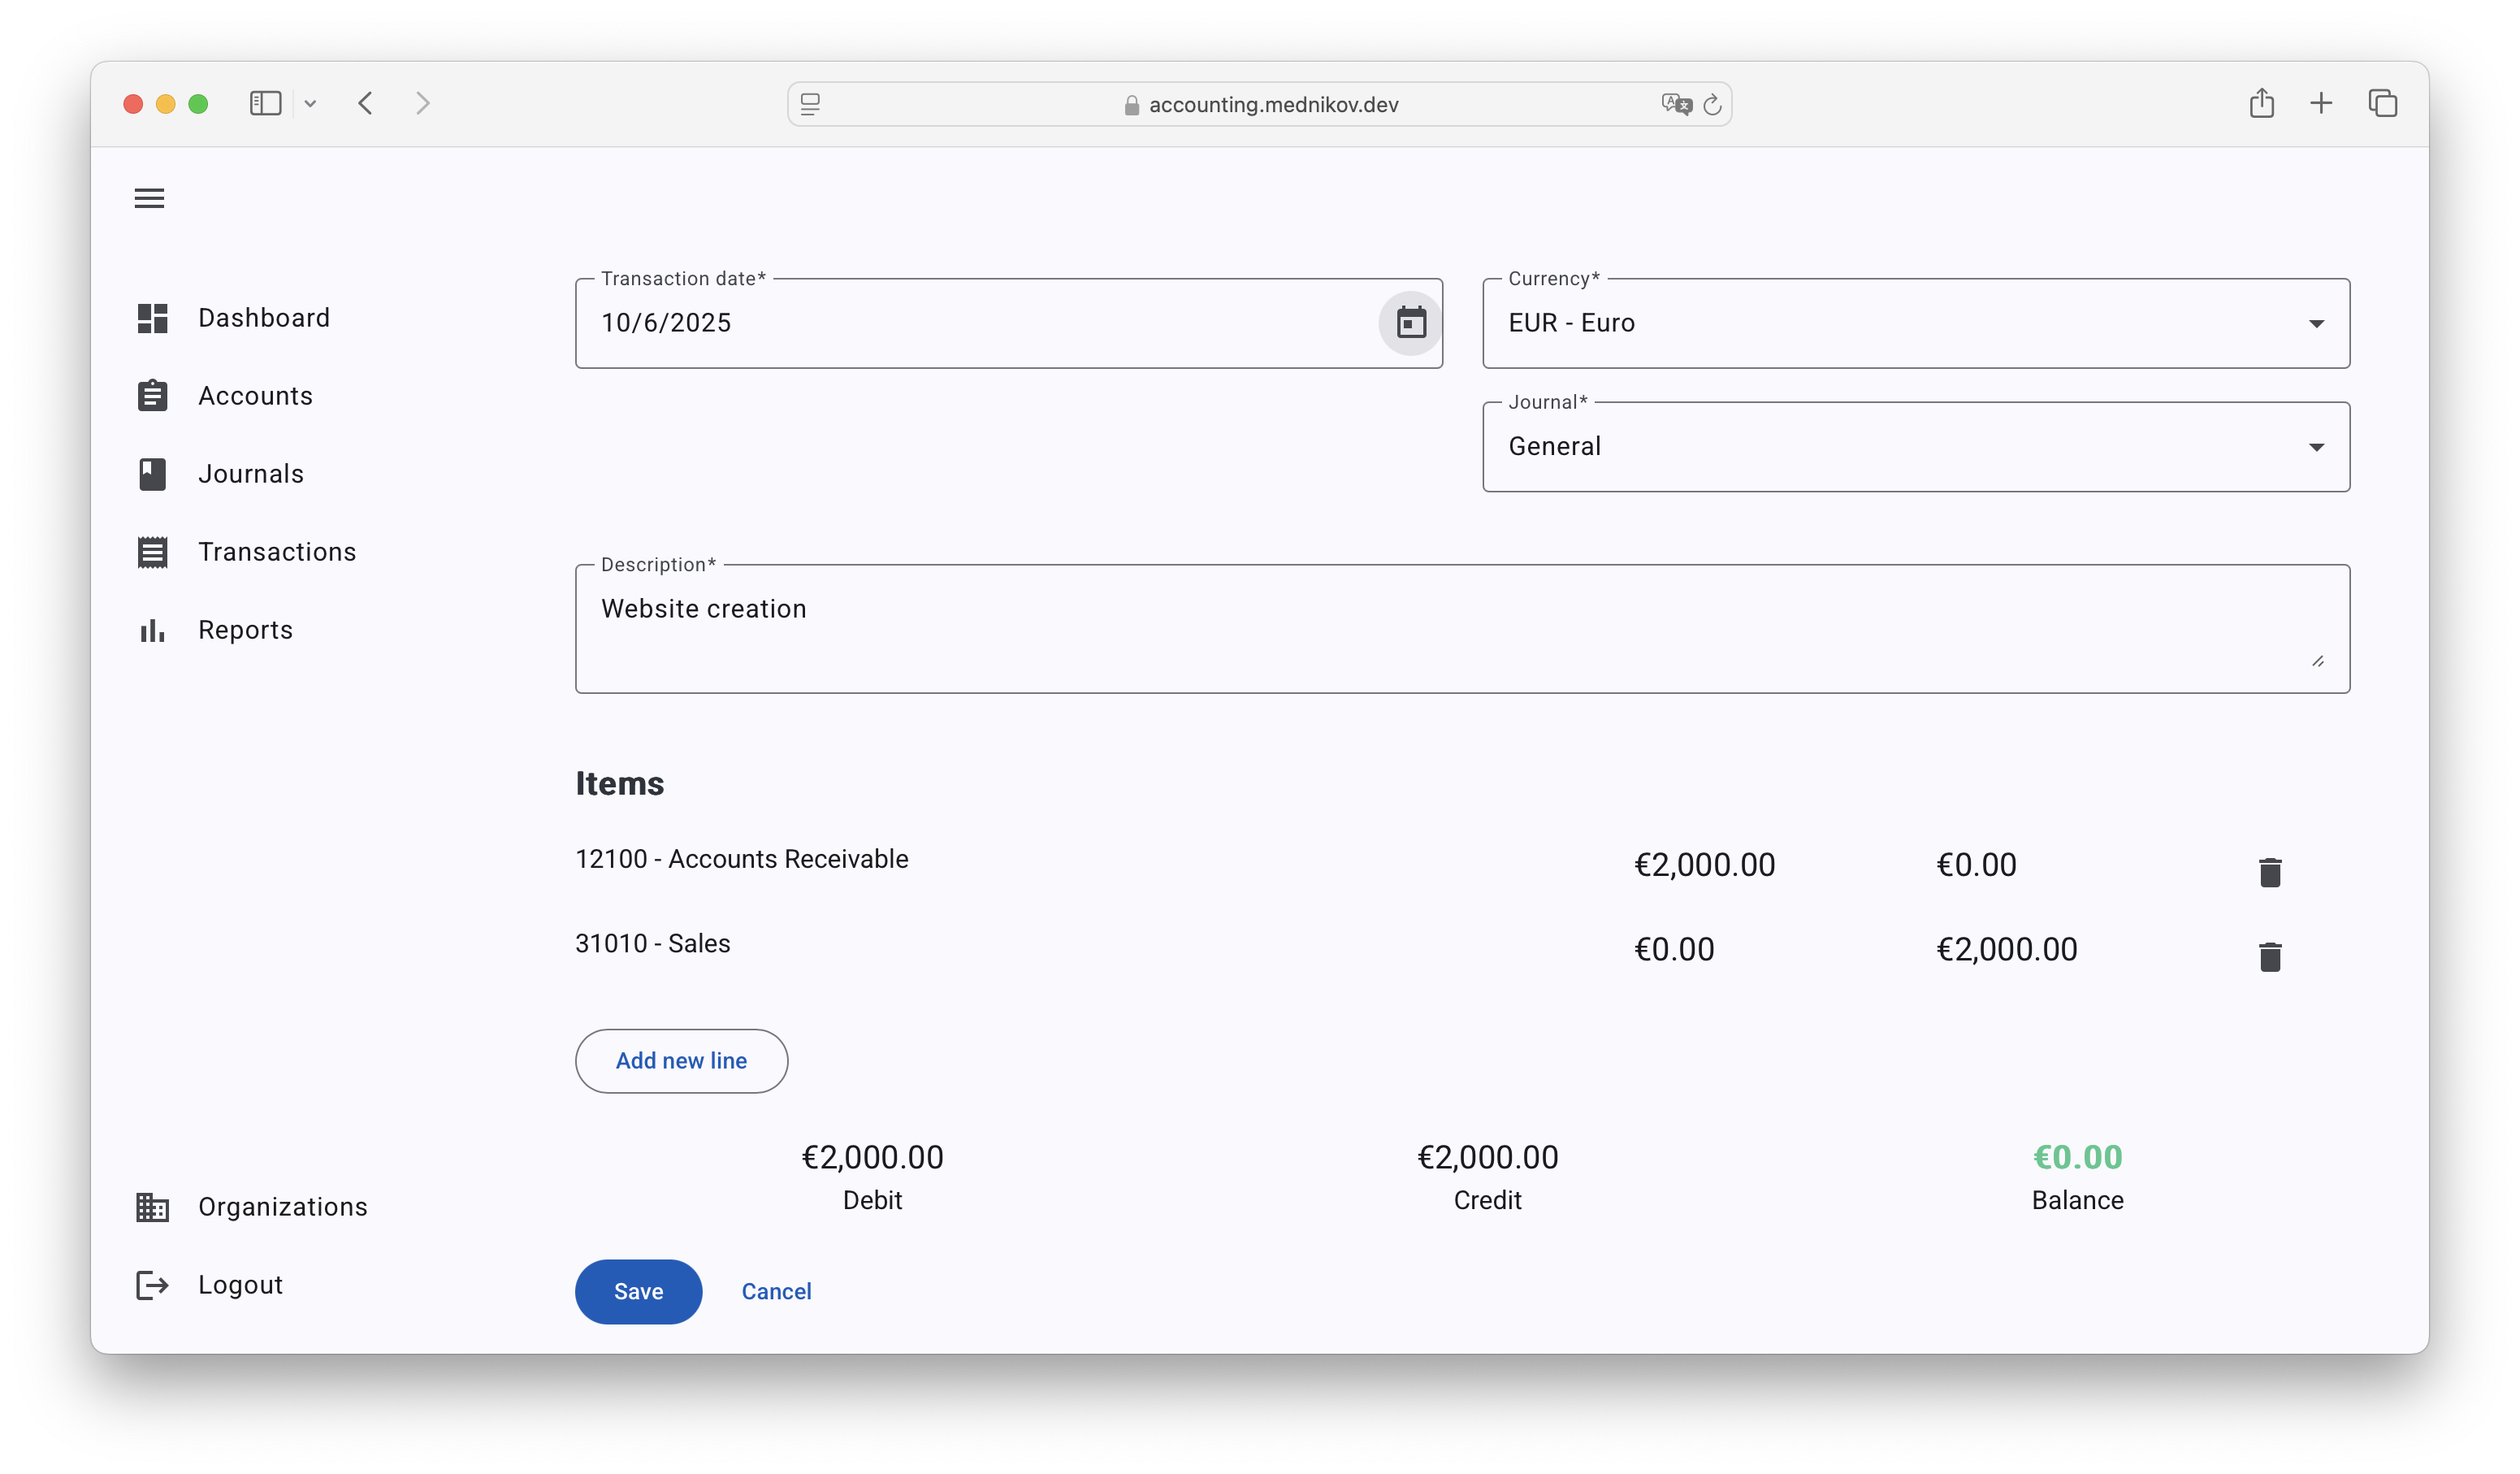 accounting.mednikov.dev
Dashboard
Accounts
Journals
Transactions
Reports
Organizations
Logout
Transaction date*
10/6/2025
Currency*
EUR - Euro
Journal*
General
Description*
Website creation
Items
12100 - Accounts Receivable €2,000.00 €0.00
31010 - Sales €0.00 €2,000.00
Add new line
€2,000.00 €2,000.00 €0.00
Debit Credit Balance
Save Cancel